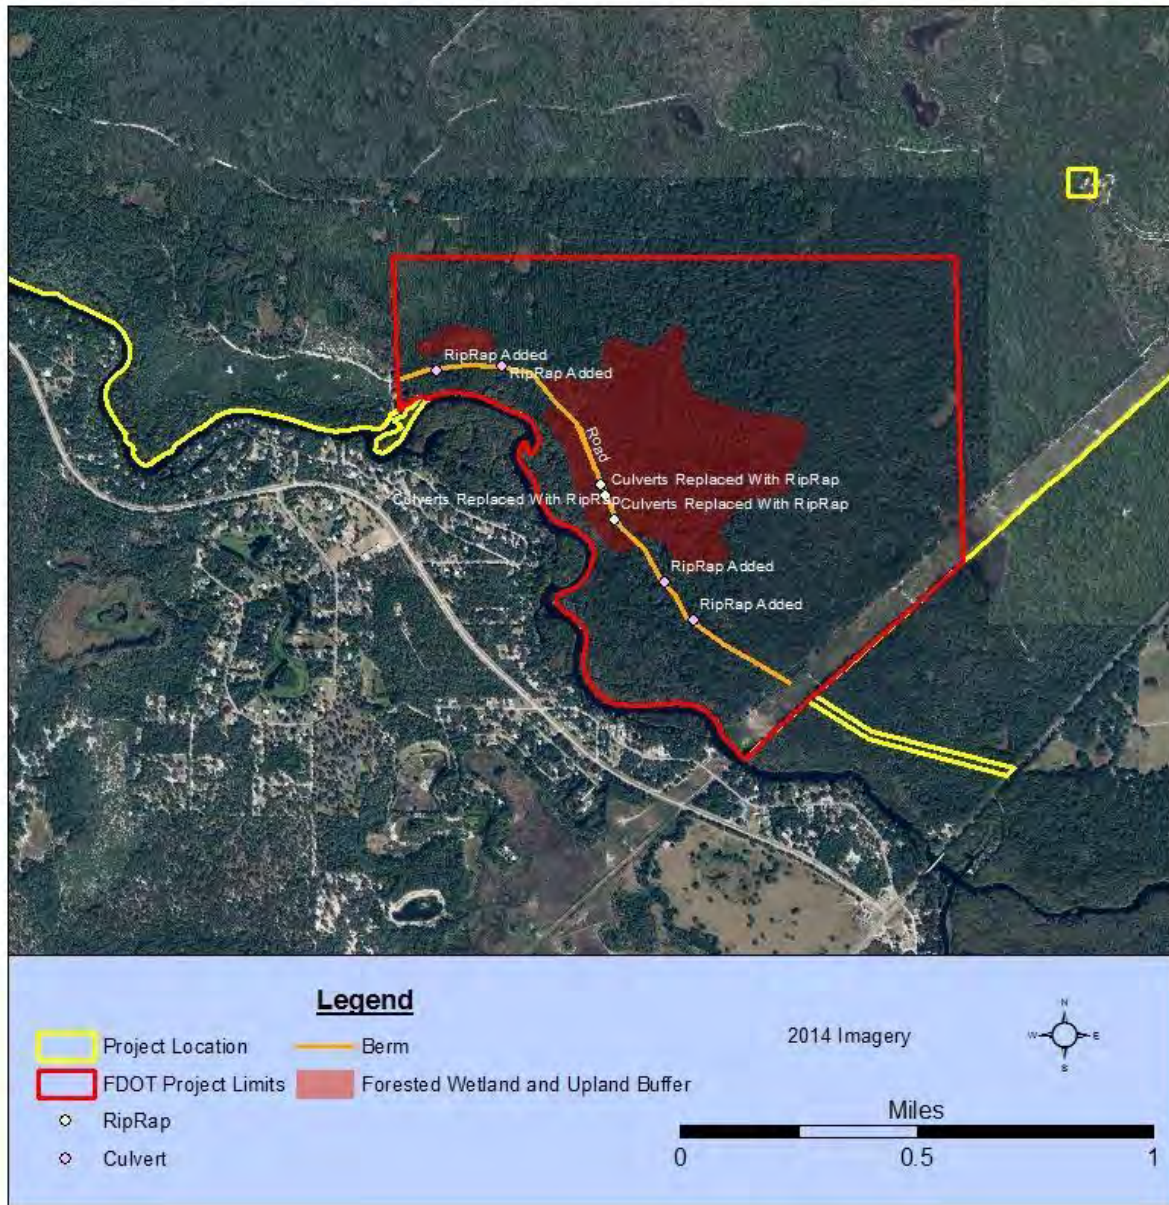 RipRap Added
RipRap Added
Road
Culverts Replaced With RipRap
Culverts Replaced With RipRap
Culverts Replaced With RipRap
RipRap Added
RipRap Added
Legend
Project Location
Berm
FDOT Project Limits
Forested Wetland and Upland Buffer
RipRap
Culvert
2014 Imagery
N
W
E
S
Miles
0
0.5
1